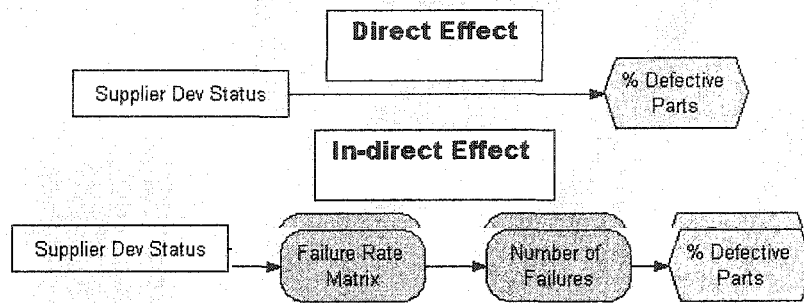 Direct Effect
Supplier Dev Status
% Defective
Parts
In-direct Effect
Supplier Dev Status
Failure Rate
Matrix
Number of
Failures
% Defective
Parts